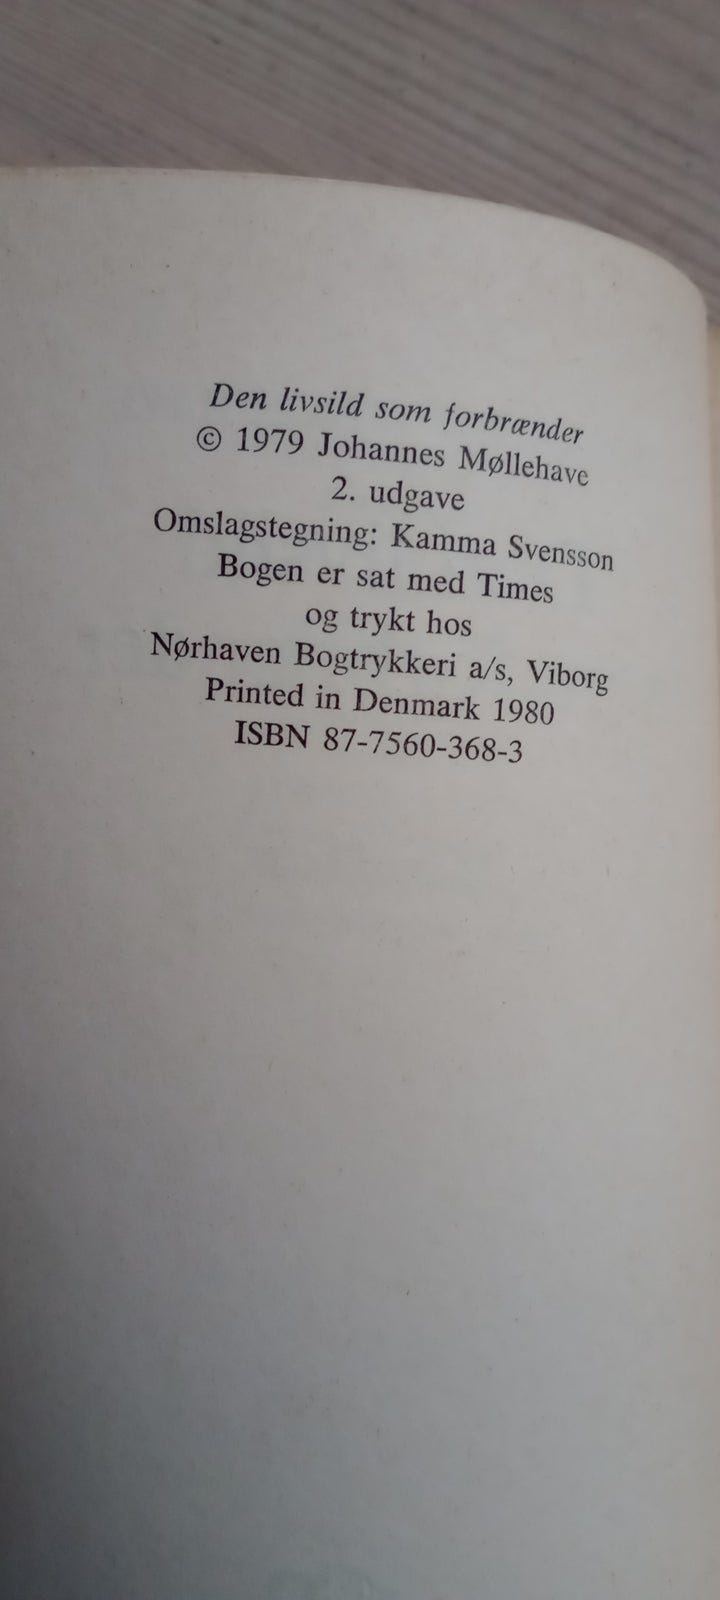 Den livsild som forbrænder
© 1979 Johannes Møllehave
2. udgave
Omslagstegning: Kamma Svensson
Bogen er sat med Times
og trykt hos
Nørhaven Bogtrykkeri a/s, Viborg
Printed in Denmark 1980
ISBN 87-7560-368-3